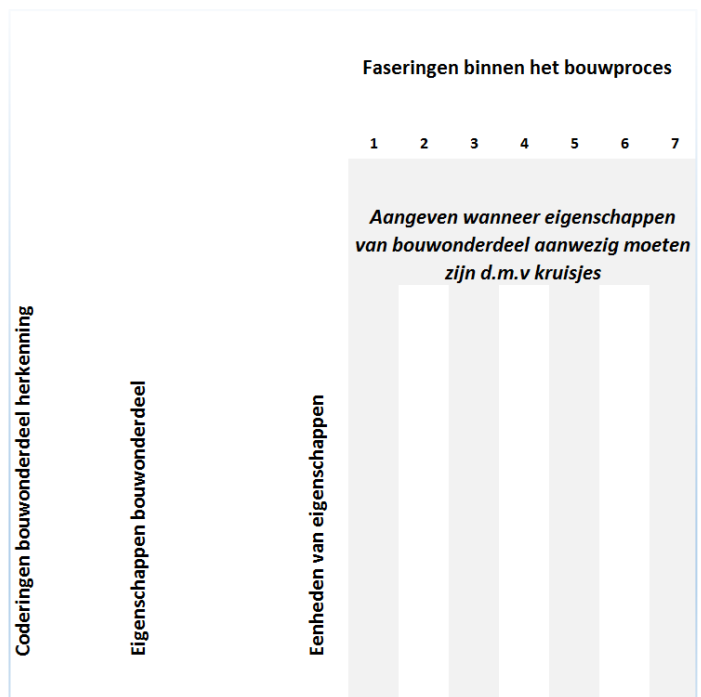 Faseringen binnen het bouwproces
1 2 3 4 5 6 7
Aangeven wanneer eigenschappen
van bouwonderdeel aanwezig moeten
zijn d.m.v kruisjes
Coderingen bouwonderdeel herkenning
Eigenschappen bouwonderdeel
Eenheden van eigenschappen